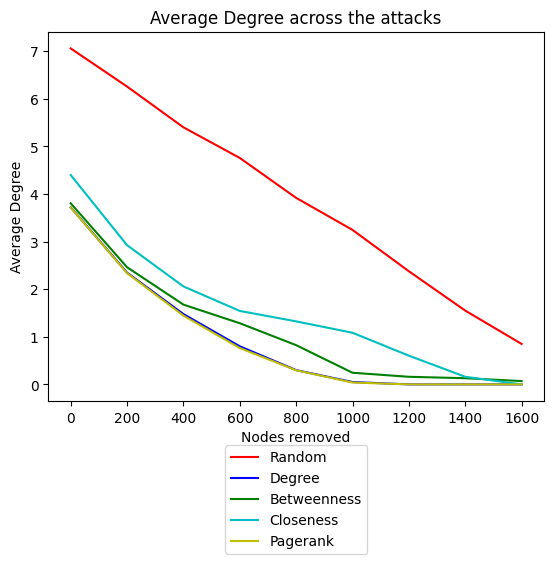 Average Degree across the attacks
Average Degree
7
6
5
4
3
2
1
0
0 200 400 600 800 1000 1200 1400 1600
Nodes removed
Random
Degree
Betweenness
Closeness
Pagerank